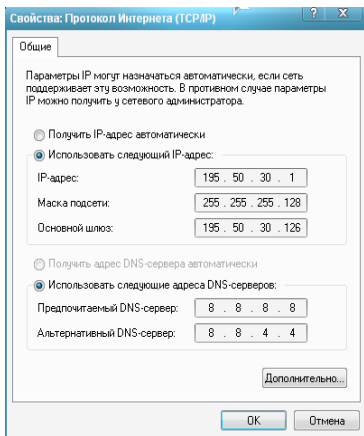 Свойства: Протокол Интернета (TCP/IP)
Общие
Параметры IP могут назначаться автоматически, если сеть
поддерживает эту возможность. В противном случае параметры
IP можно получить у сетевого администратора.
Получить IP-адрес автоматически
Использовать следующий IP-адрес:
IP-адрес: 195 . 50 . 30 . 1
Маска подсети: 255 . 255 . 255 . 128
Основной шлюз: 195 . 50 . 30 . 126
Получить адрес DNS-сервера автоматически
Использовать следующие адреса DNS-серверов:
Предпочитаемый DNS-сервер: 8 . 8 . 8 . 8
Альтернативный DNS-сервер: 8 . 8 . 4 . 4
Дополнительно...
OK Отмена